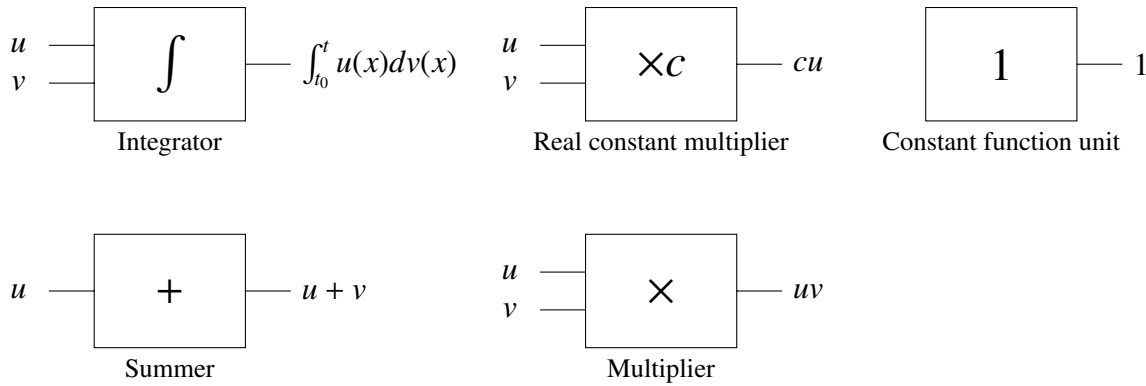 u
v
∫
∫_{t_0}^{t} u(x)dv(x)
Integrator
u
v
×c
cu
Real constant multiplier
1
1
Constant function unit
u
+
u + v
Summer
u
v
×
uv
Multiplier